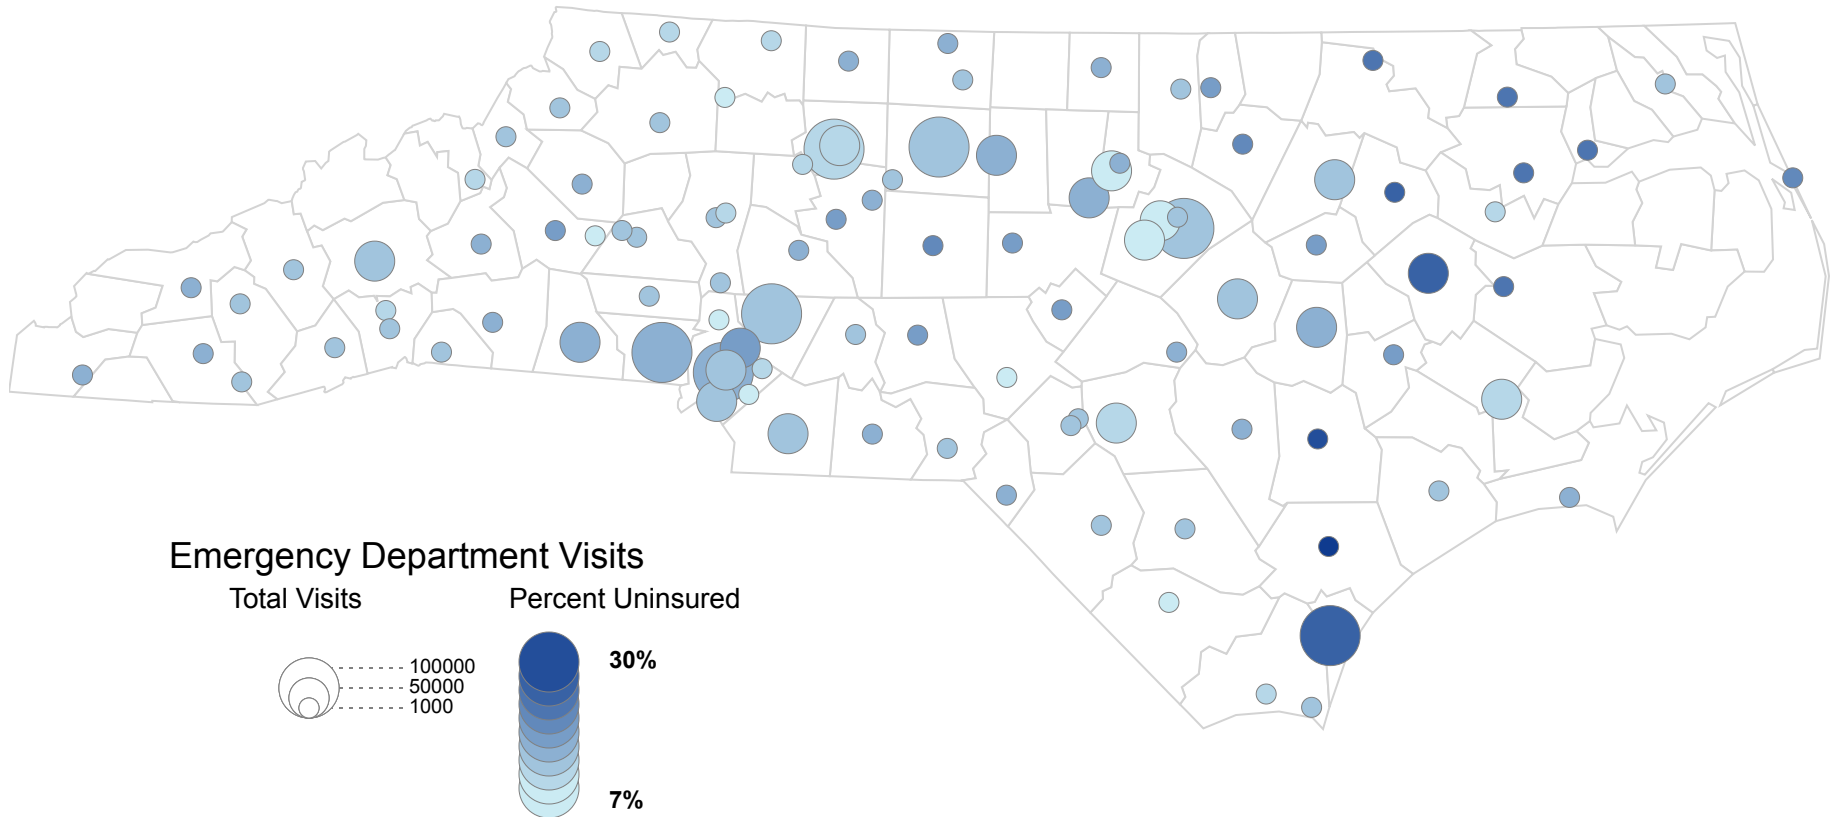 Emergency Department Visits
Total Visits
Percent Uninsured
100000
50000
1000
30%
7%